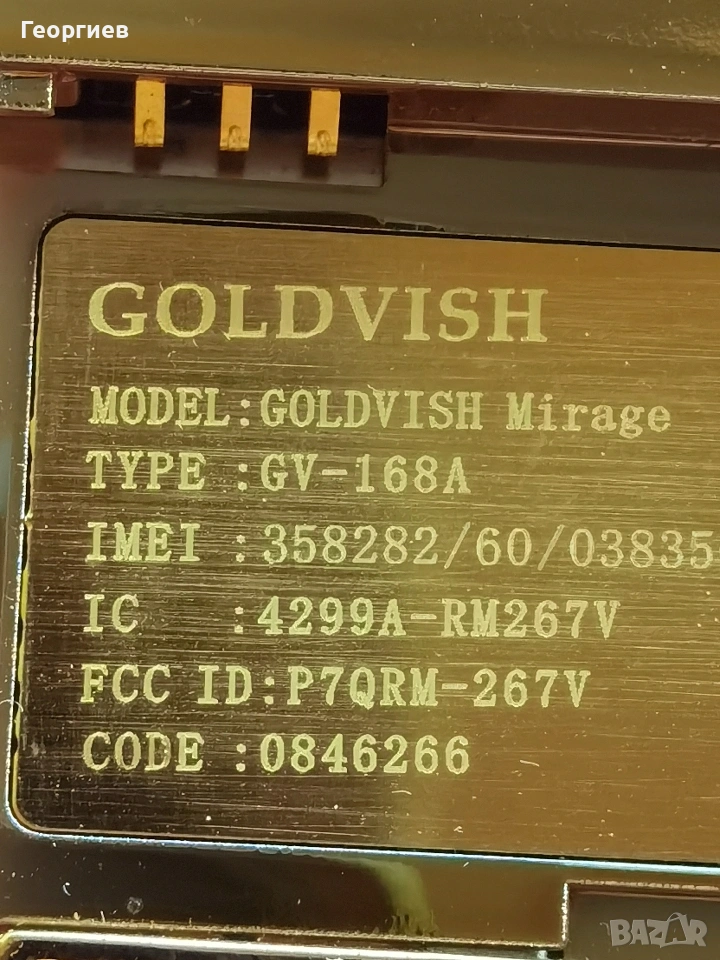 Георгиев
GOLDVISH
MODEL:GOLDVISH Mirage
TYPE :GV-168A
IMEI :358282/60/03835
IC :4299A-RM267V
FCC ID:P7QRM-267V
CODE :0846266
BAZAR